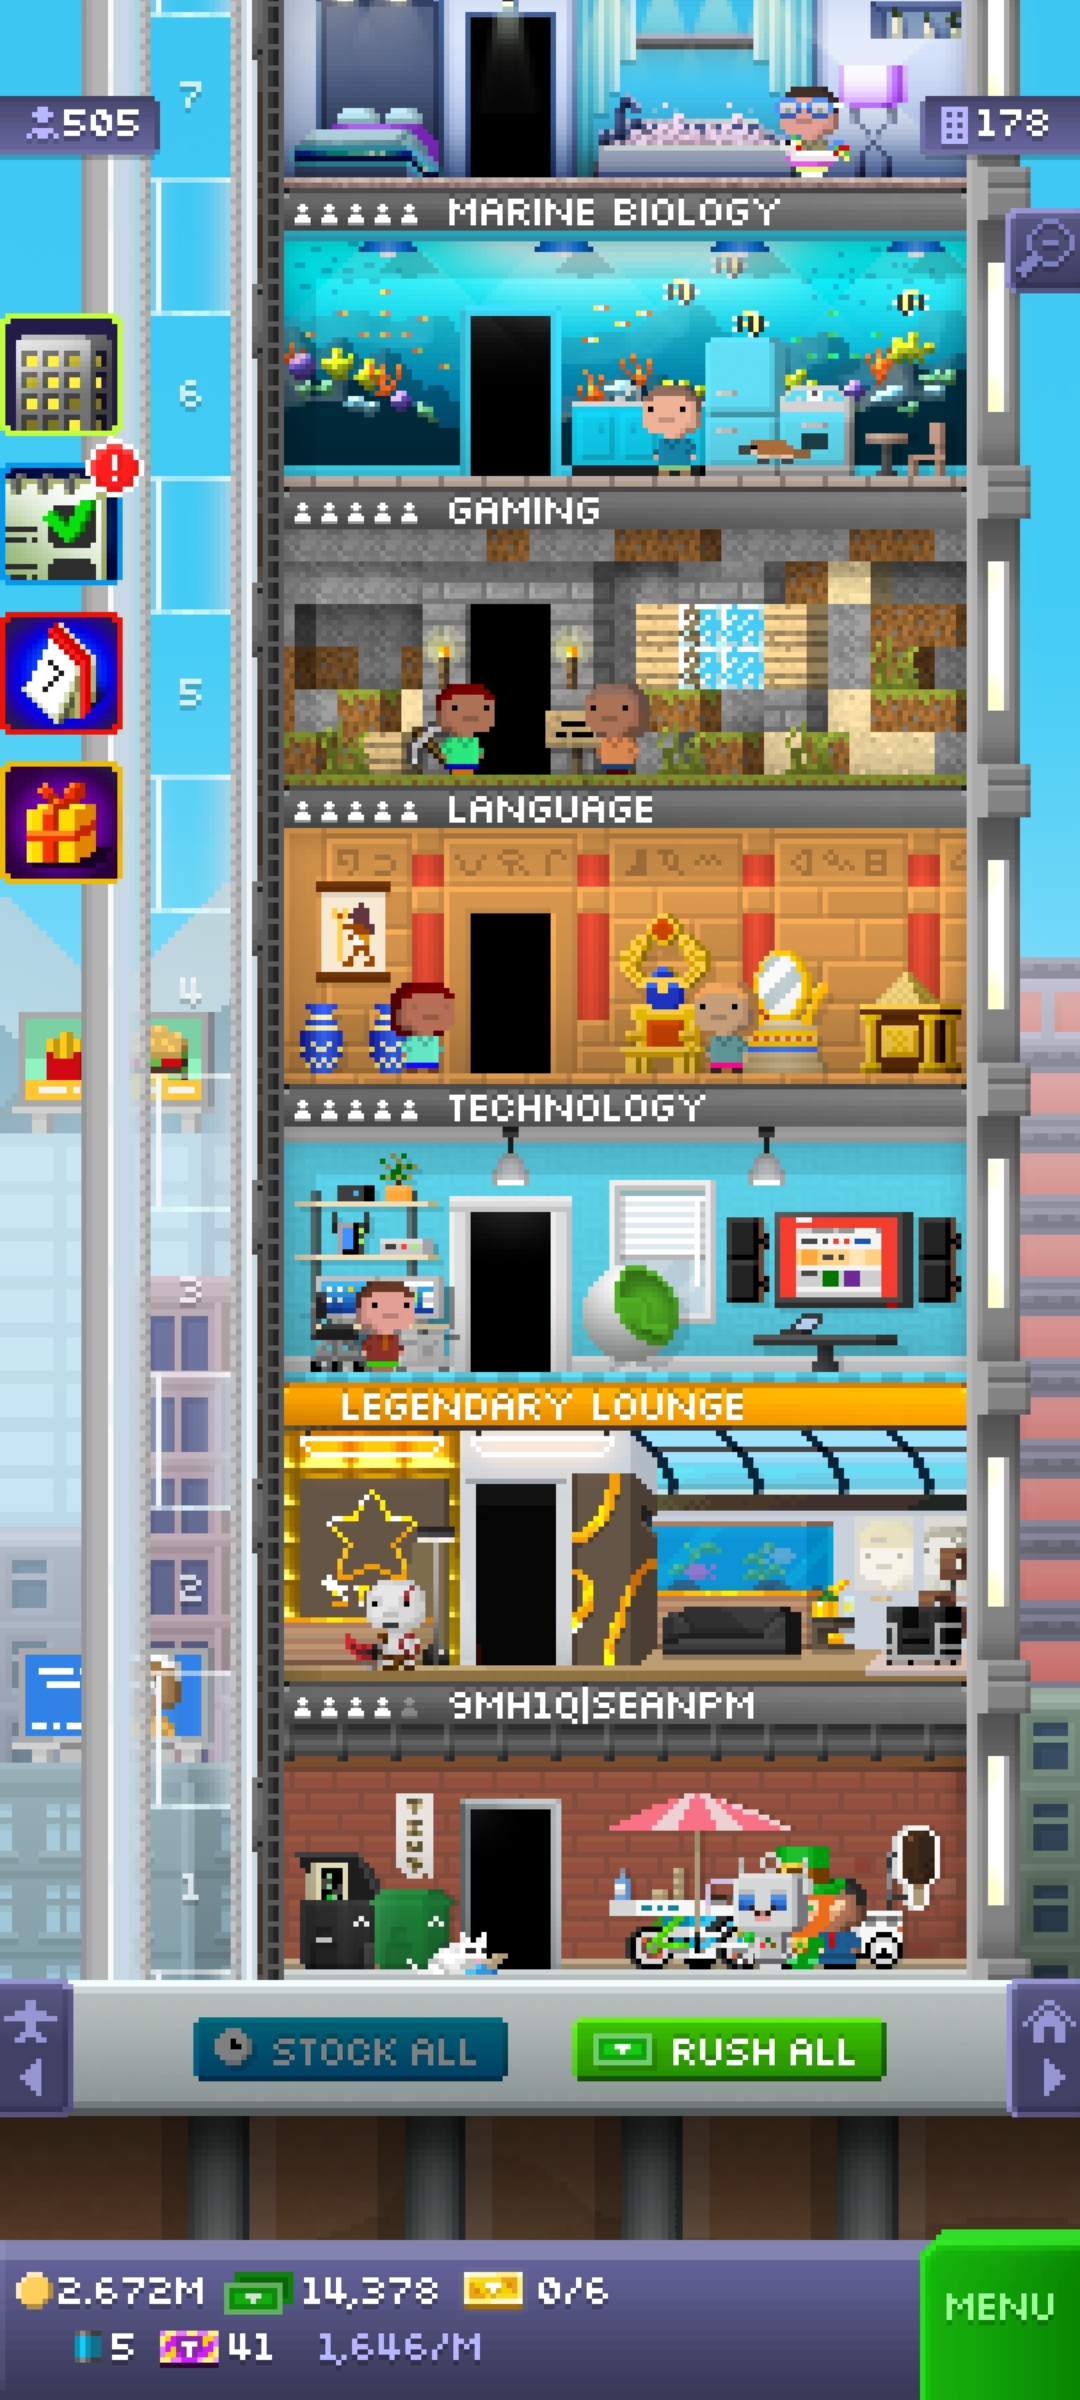 7
505
178
MARINE BIOLOGY
6
GAMING
5
LANGUAGE
4
TECHNOLOGY
3
LEGENDARY LOUNGE
2
9MH1Q|SEANPM
TINY
1
STOCK ALL
RUSH ALL
2.672M 14,378 0/6
5 41 1,646/M
MENU